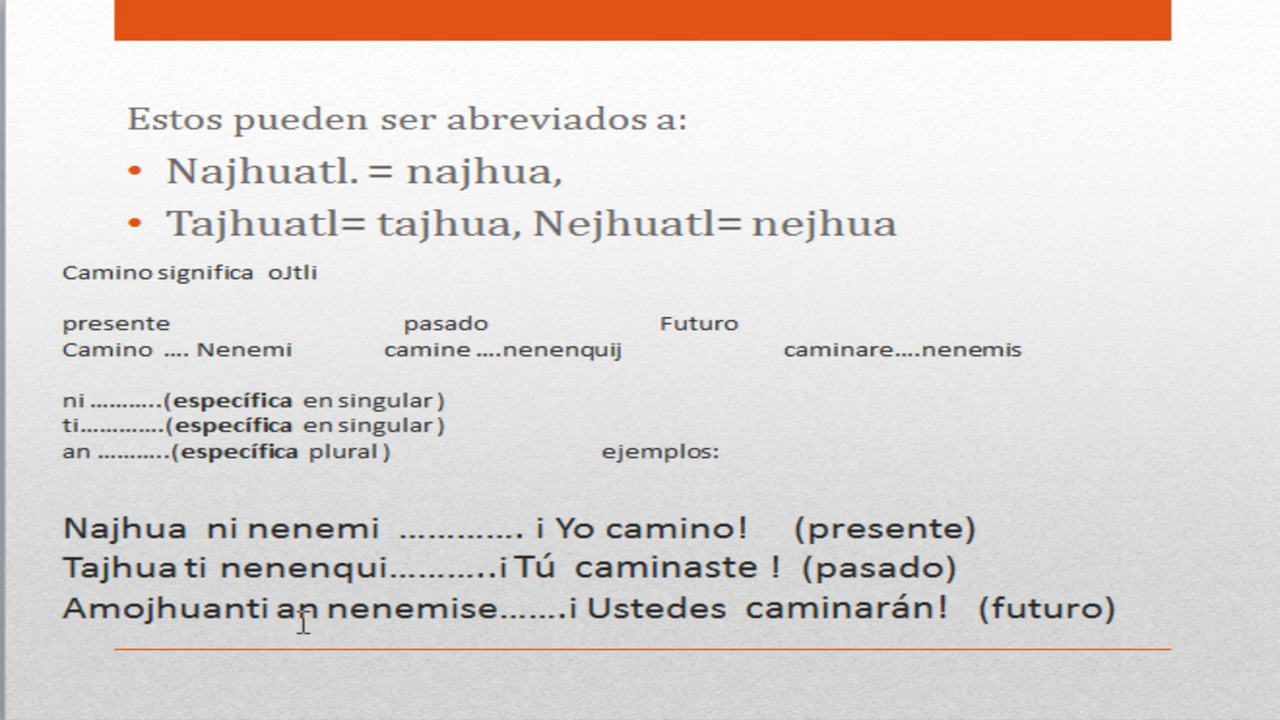 Estos pueden ser abreviados a:
• Najhuatl. = najhua,
• Tajhuatl= tajhua, Nejhuatl= nejhua
Camino significa oJtli
presente pasado Futuro
Camino .... Nenemi camine ....nenenquij caminare....nenemis
ni ...........(específica en singular )
ti.............(específica en singular )
an ...........(específica plural ) ejemplos:
Najhua ni nenemi ............. i Yo camino! (presente)
Tajhua ti nenenqui...........i Tú caminaste ! (pasado)
Amojhuanti an nenemise.......i Ustedes caminarán! (futuro)